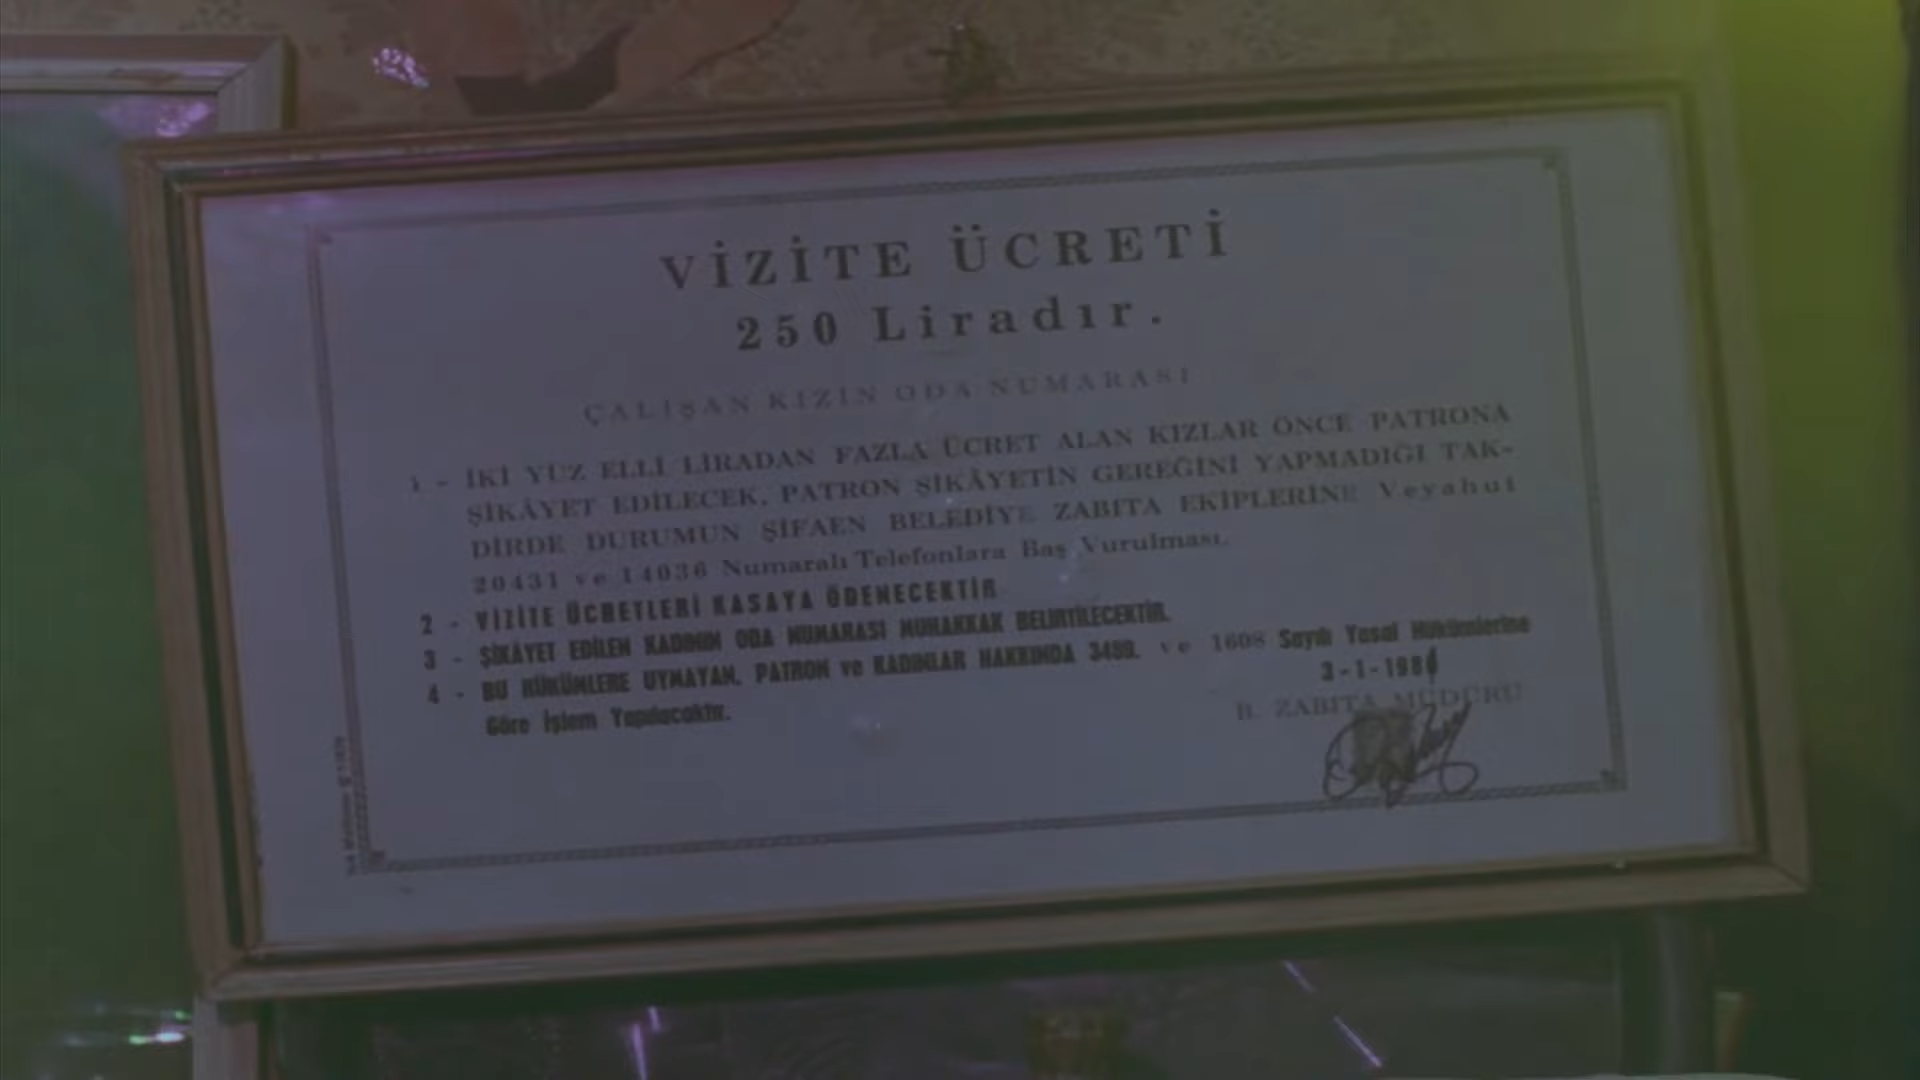 VİZİTE ÜCRETİ
250 Liradır.
ÇALIŞAN KIZIN ODA NUMARASI
1 - İKİ YÜZ ELLİ LİRADAN FAZLA ÜCRET ALAN KIZLAR ÖNCE PATRONA
ŞİKÂYET EDİLECEK, PATRON ŞİKÂYETİN GEREĞİNİ YAPMADIĞI TAK-
DİRDE DURUMUN ŞİFAEN BELEDİYE ZABITA EKİPLERİNE Veyahut
20431 ve 14036 Numaralı Telefonlara Baş Vurulması.
2 - VİZİTE ÜCRETLERİ KASAYA ÖDENECEKTİR
3 - ŞİKÂYET EDİLEN KADININ ODA NUMARASI MUHAKKAK BELİRTİLECEKTİR.
4 - BU HÜKÜMLERE UYMAYAN, PATRON ve KADINLAR HAKKINDA 3489. ve 1608 Sayılı Yasal Hükümlerine
Göre İşlem Yapılacaktır.
3-1-198
B. ZABITA MÜDÜRÜ